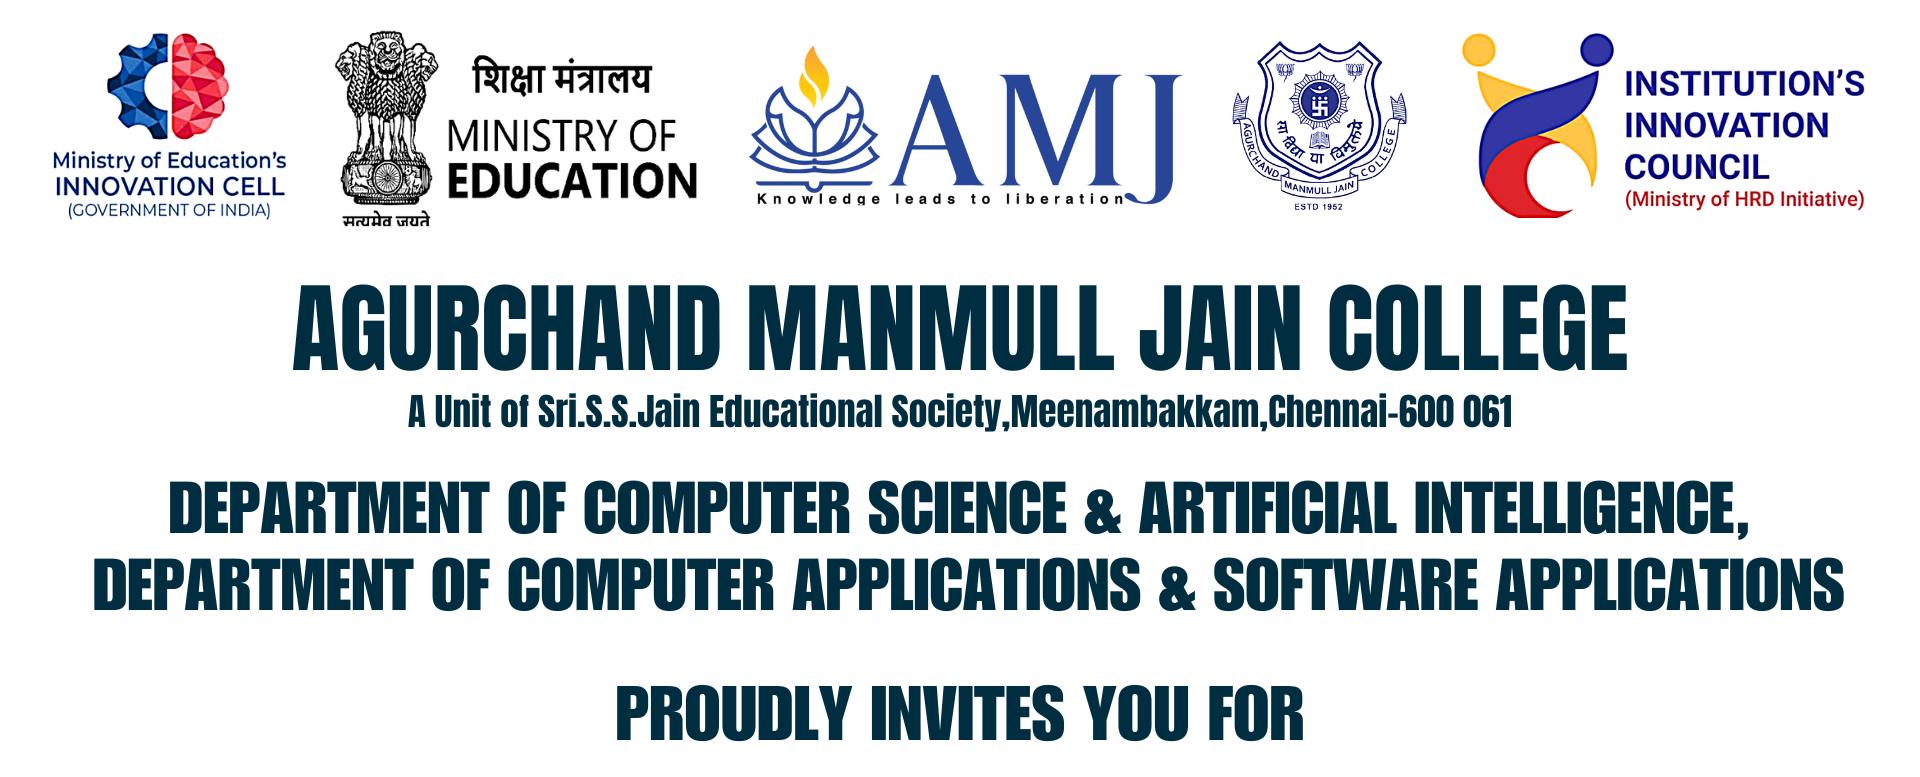 Ministry of Education's
INNOVATION CELL
(GOVERNMENT OF INDIA)
सत्यमेव जयते
शिक्षा मंत्रालय
MINISTRY OF
EDUCATION
AMJ
Knowledge leads to liberation
सा विद्या या विमुक्तये
AGURCHAND MANMULL JAIN COLLEGE
ESTD 1952
INSTITUTION'S
INNOVATION
COUNCIL
(Ministry of HRD Initiative)
AGURCHAND MANMULL JAIN COLLEGE
A Unit of Sri.S.S.Jain Educational Society,Meenambakkam,Chennai-600 061
DEPARTMENT OF COMPUTER SCIENCE & ARTIFICIAL INTELLIGENCE,
DEPARTMENT OF COMPUTER APPLICATIONS & SOFTWARE APPLICATIONS
PROUDLY INVITES YOU FOR